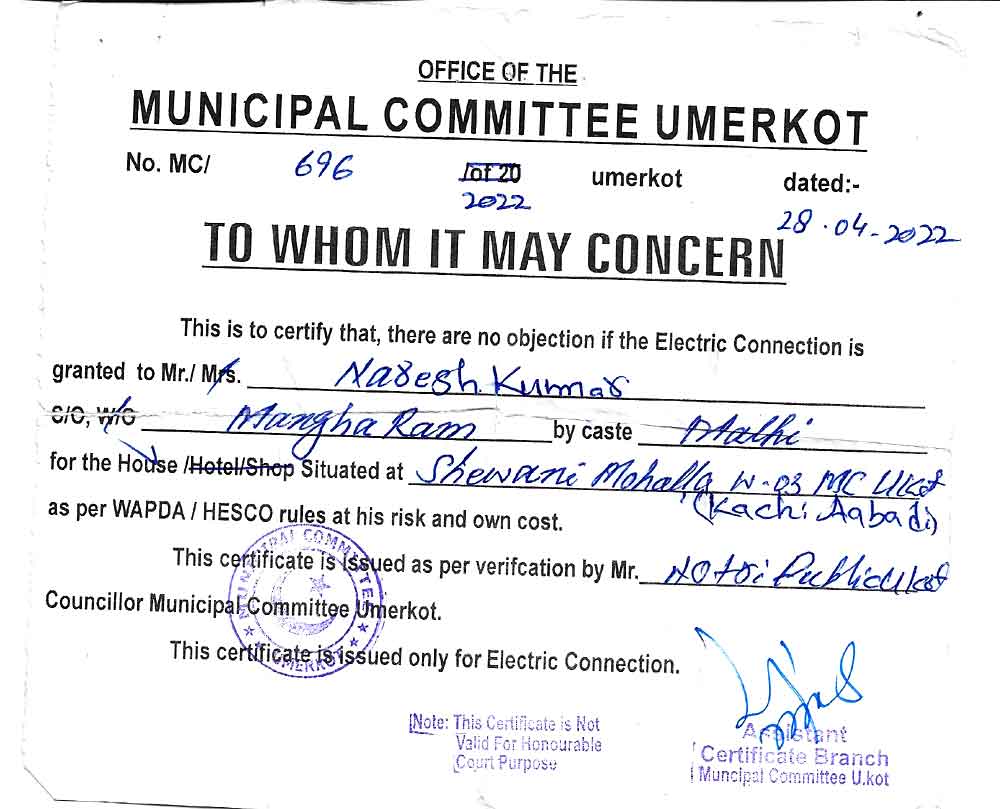 OFFICE OF THE
MUNICIPAL COMMITTEE UMERKOT
No. MC/ 696 /of 20 umerkot dated:-
2022 28-04-2022
TO WHOM IT MAY CONCERN
This is to certify that, there are no objection if the Electric Connection is
granted to Mr./ Mrs. Naresh Kumar
S/O, W/O Mangha Ram by caste Malhi
for the House /Hotel/Shop Situated at Shewani Mohalla W-03 MC UKot
as per WAPDA / HESCO rules at his risk and own cost. (Kachi Aabadi)
This certificate is issued as per verifcation by Mr. Notri Public Ukot
Councillor Municipal Committee Umerkot.
This certificate is issued only for Electric Connection.
MUNICIPAL COMMITTEE
UMERKOT
Note: This Certificate is Not
Valid For Honourable
Court Purpose
Assistant
Certificate Branch
Muncipal Committee U.kot